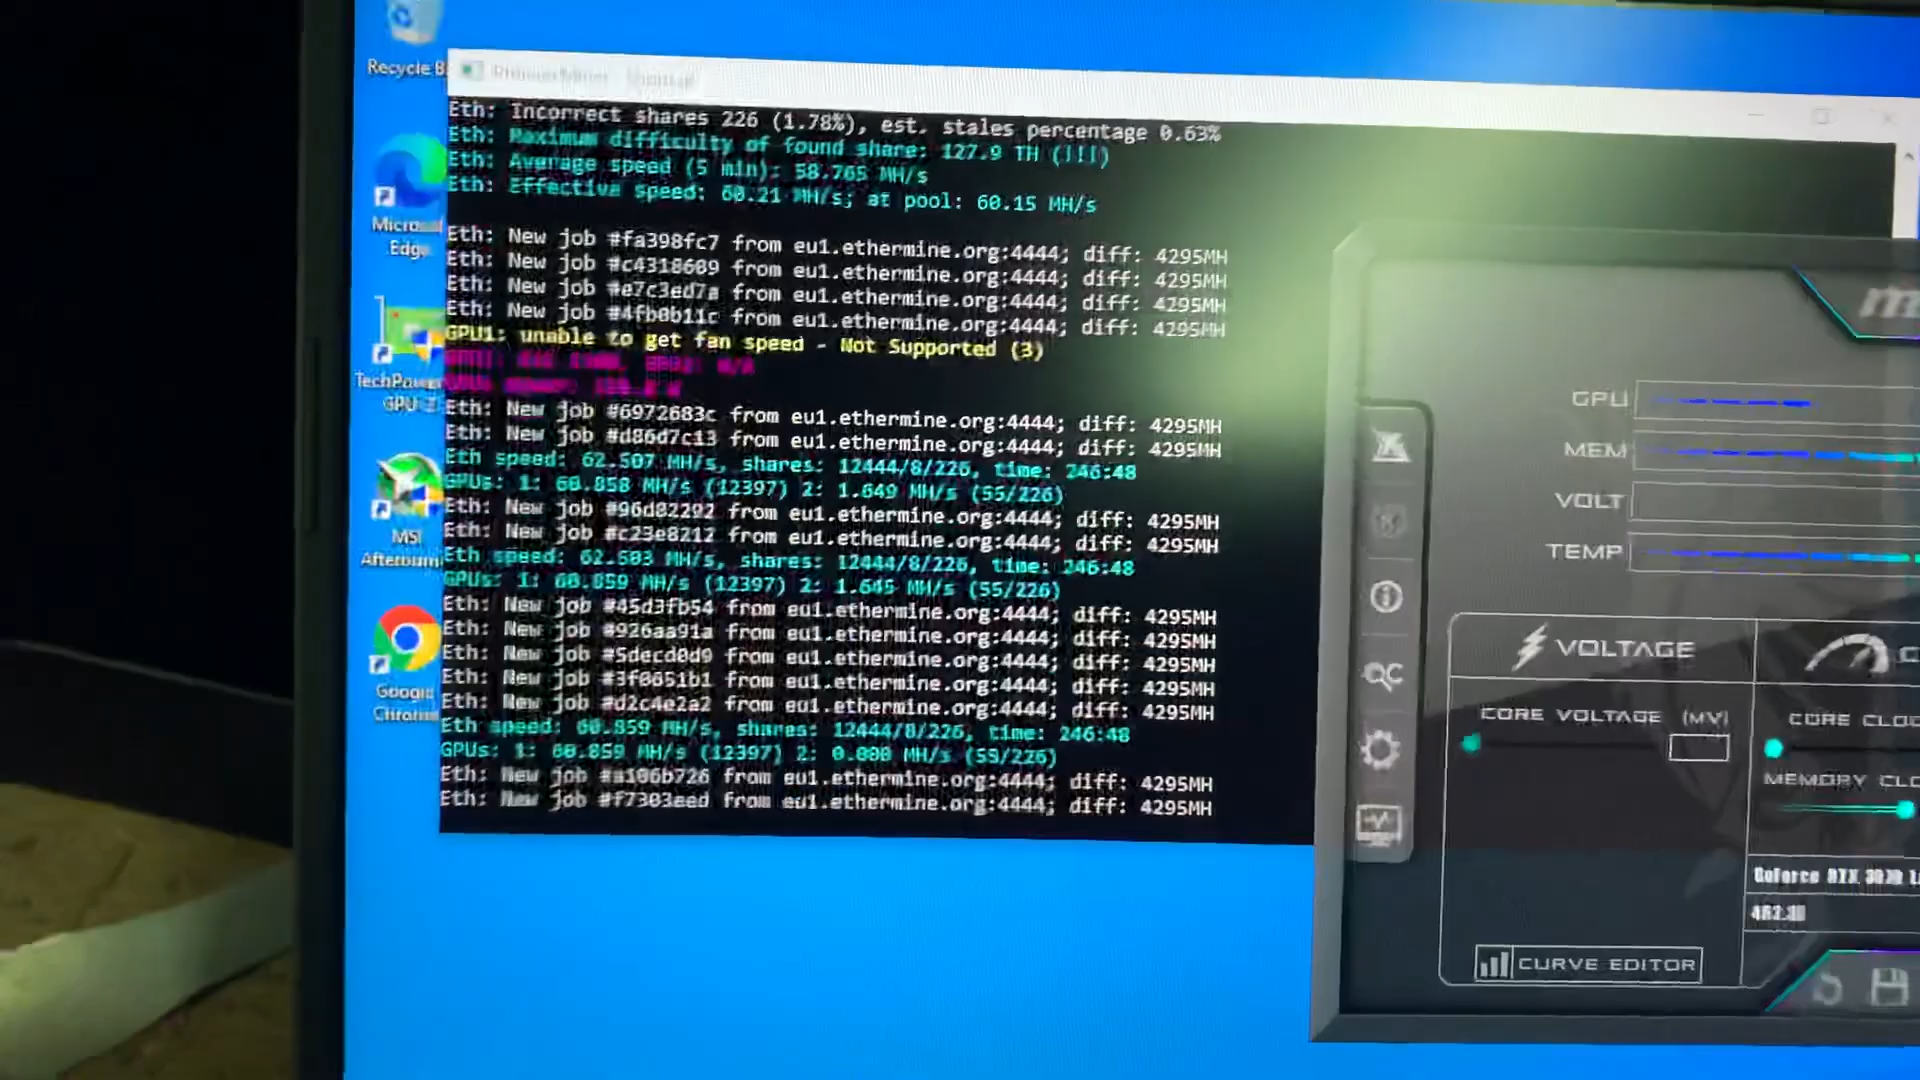 Recycle B
Eth: Incorrect shares 226 (1.78%), est. stales percentage 0.63%
Eth: Maximum difficulty of found share: 127.9 TH (!!!)
Eth: Average speed (5 min): 58.765 MH/s
Eth: Effective speed: 60.21 MH/s; at pool: 60.15 MH/s
Eth: New job #fa398fc7 from eu1.ethermine.org:4444; diff: 4295MH
Eth: New job #c4318609 from eu1.ethermine.org:4444; diff: 4295MH
Eth: New job #e7c3ed7a from eu1.ethermine.org:4444; diff: 4295MH
Eth: New job #4fb0b11c from eu1.ethermine.org:4444; diff: 4295MH
GPU1: unable to get fan speed - Not Supported (3)
Eth: New job #6972683c from eu1.ethermine.org:4444; diff: 4295MH
Eth: New job #d86d7c13 from eu1.ethermine.org:4444; diff: 4295MH
Eth speed: 62.507 MH/s, shares: 12444/8/226, time: 246:48
GPUs: 1: 60.858 MH/s (12397) 2: 1.649 MH/s (55/226)
Eth: New job #96d82292 from eu1.ethermine.org:4444; diff: 4295MH
Eth: New job #c23e8212 from eu1.ethermine.org:4444; diff: 4295MH
Eth speed: 62.503 MH/s, shares: 12444/8/226, time: 246:48
GPUs: 1: 60.859 MH/s (12397) 2: 1.645 MH/s (55/226)
Eth: New job #45d3fb54 from eu1.ethermine.org:4444; diff: 4295MH
Eth: New job #926aa91a from eu1.ethermine.org:4444; diff: 4295MH
Eth: New job #5decd0d9 from eu1.ethermine.org:4444; diff: 4295MH
Eth: New job #3f0651b1 from eu1.ethermine.org:4444; diff: 4295MH
Eth: New job #d2c4e2a2 from eu1.ethermine.org:4444; diff: 4295MH
Eth speed: 60.859 MH/s, shares: 12444/8/226, time: 246:48
GPUs: 1: 60.859 MH/s (12397) 2: 0.000 MH/s (55/226)
Eth: New job #a106b726 from eu1.ethermine.org:4444; diff: 4295MH
Eth: New job #f7303eed from eu1.ethermine.org:4444; diff: 4295MH
Microsoft
Edge
TechPower
GPU-Z
MSI
Afterburn
Google
Chrome
GPU
MEM
VOLT
TEMP
VOLTAGE
CORE VOLTAGE (MV)
CORE CLOC
MEMORY CLO
GeForce RTX 3070 L
CURVE EDITOR